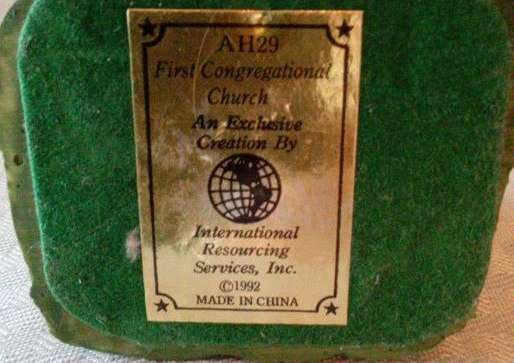 AH29
First Congregational
Church
An Exclusive
Creation By
International
Resourcing
Services, Inc.
©1992
MADE IN CHINA